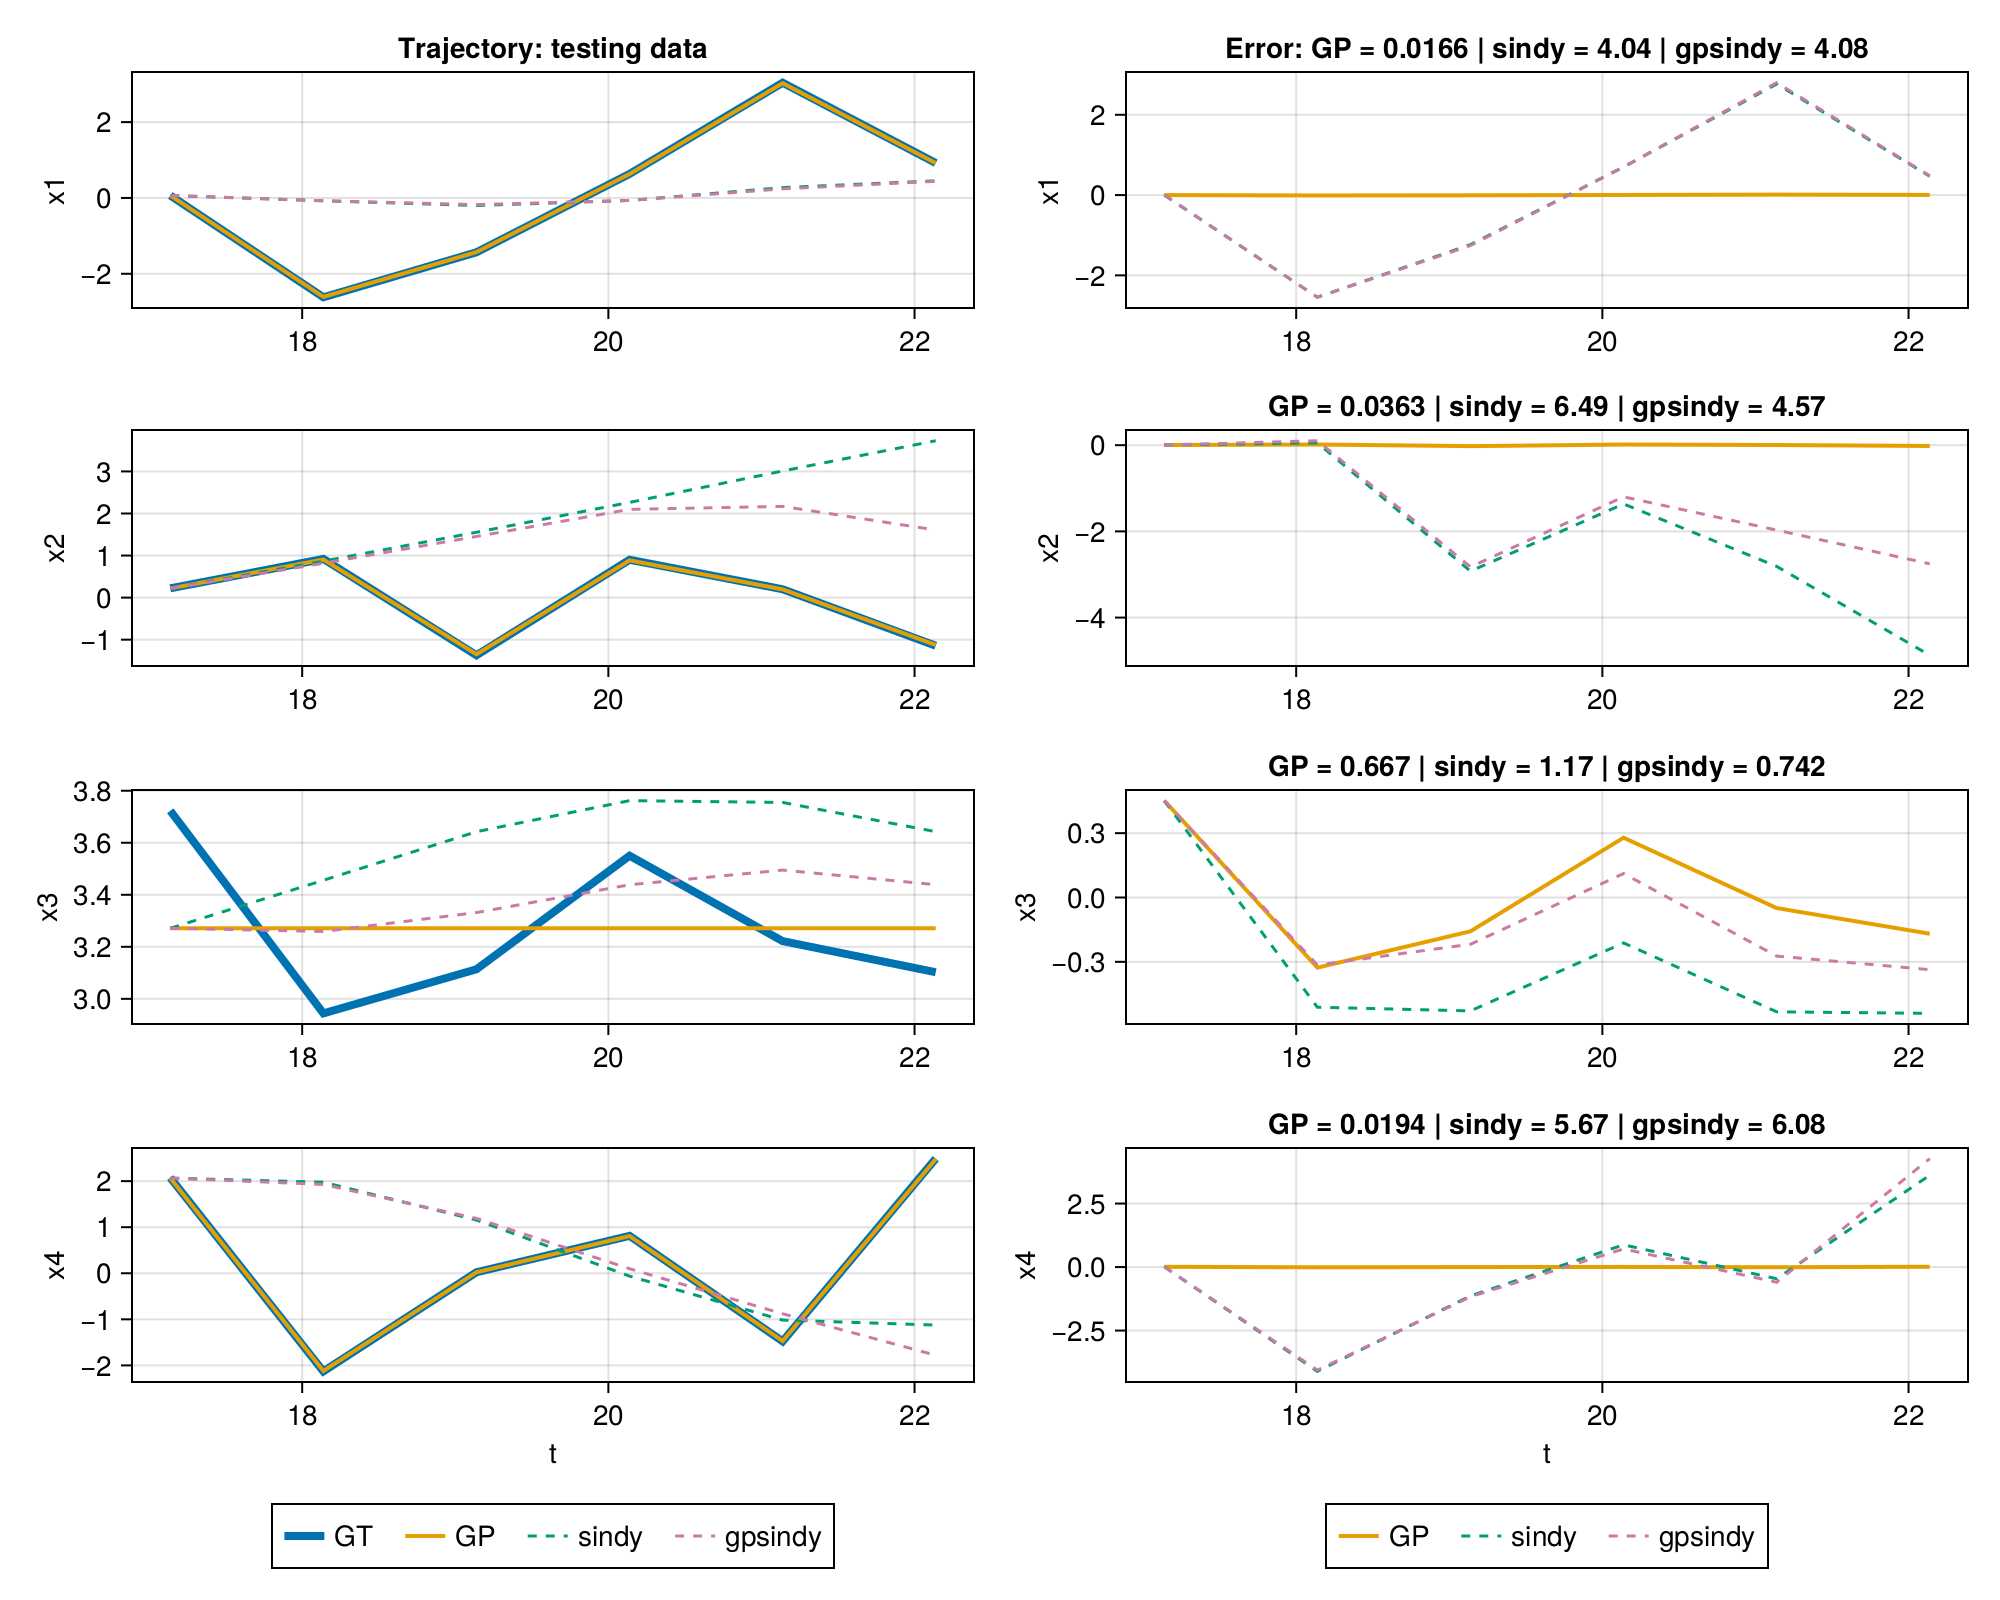 Trajectory: testing data
Error: GP = 0.0166 | sindy = 4.04 | gpsindy = 4.08
x1
2
0
−2
18 20 22
x1
2
0
−2
18 20 22
GP = 0.0363 | sindy = 6.49 | gpsindy = 4.57
x2
3
2
1
0
−1
18 20 22
x2
0
−2
−4
18 20 22
GP = 0.667 | sindy = 1.17 | gpsindy = 0.742
x3
3.8
3.6
3.4
3.2
3.0
18 20 22
x3
0.3
0.0
−0.3
18 20 22
GP = 0.0194 | sindy = 5.67 | gpsindy = 6.08
x4
2
1
0
−1
−2
18 20 22
t
x4
2.5
0.0
−2.5
18 20 22
t
GT GP sindy gpsindy
GP sindy gpsindy